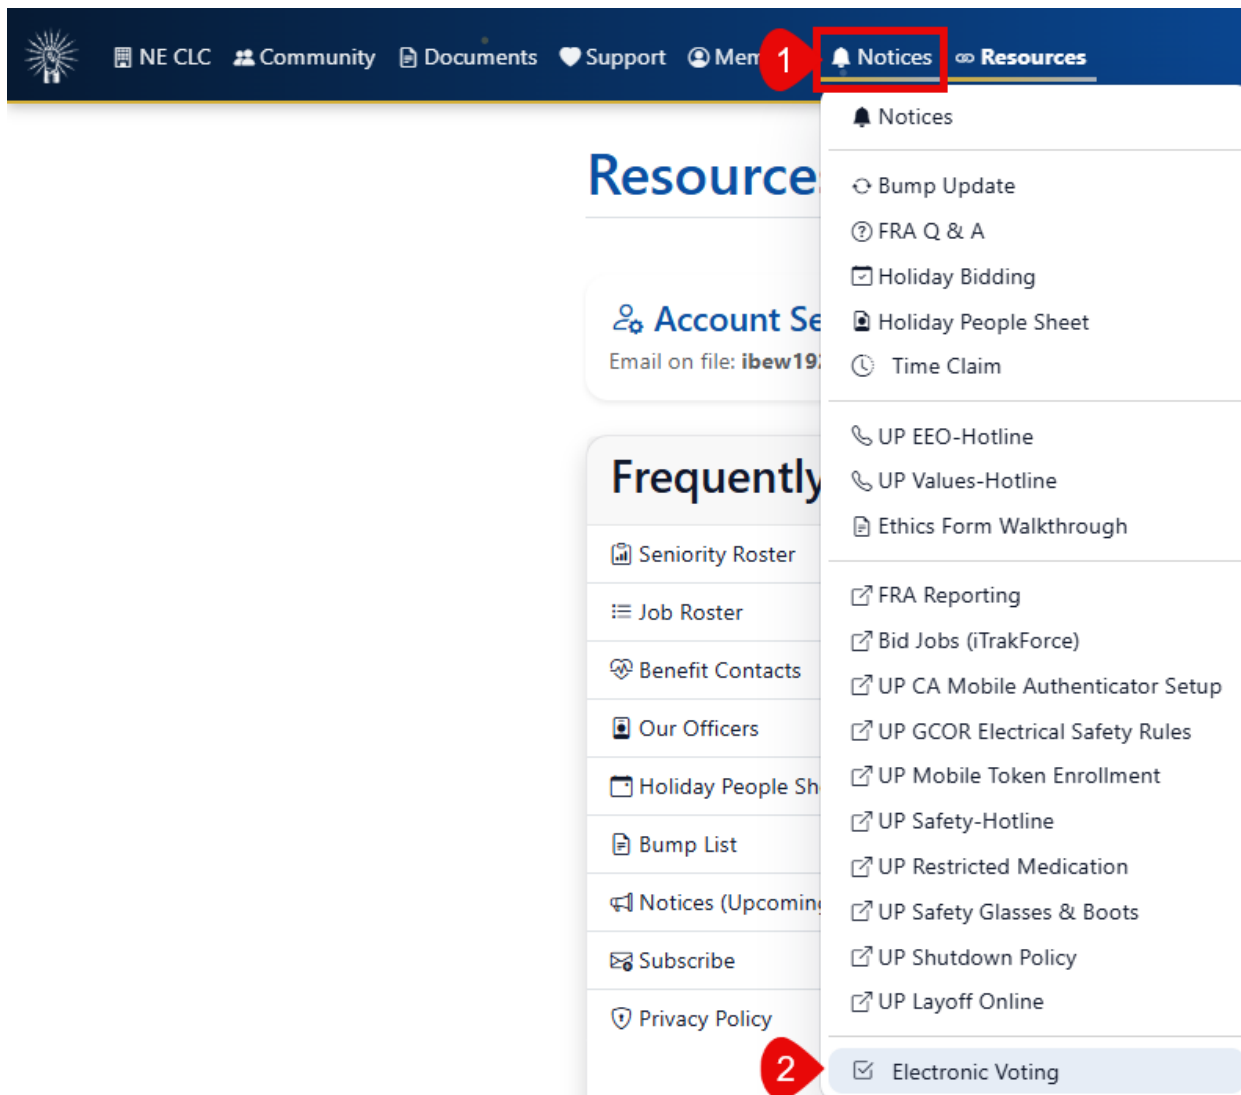 NE CLC Community Documents Support Mem 1 Notices Resources
Notices
Resource
Bump Update
FRA Q & A
Holiday Bidding
Account Se
Holiday People Sheet
Email on file: ibew19
Time Claim
UP EEO-Hotline
Frequently
UP Values-Hotline
Ethics Form Walkthrough
Seniority Roster
FRA Reporting
Job Roster
Bid Jobs (iTrakForce)
Benefit Contacts
UP CA Mobile Authenticator Setup
Our Officers
UP GCOR Electrical Safety Rules
Holiday People Sh
UP Mobile Token Enrollment
UP Safety-Hotline
Bump List
UP Restricted Medication
Notices (Upcoming
UP Safety Glasses & Boots
Subscribe
UP Shutdown Policy
UP Layoff Online
Privacy Policy
2 Electronic Voting